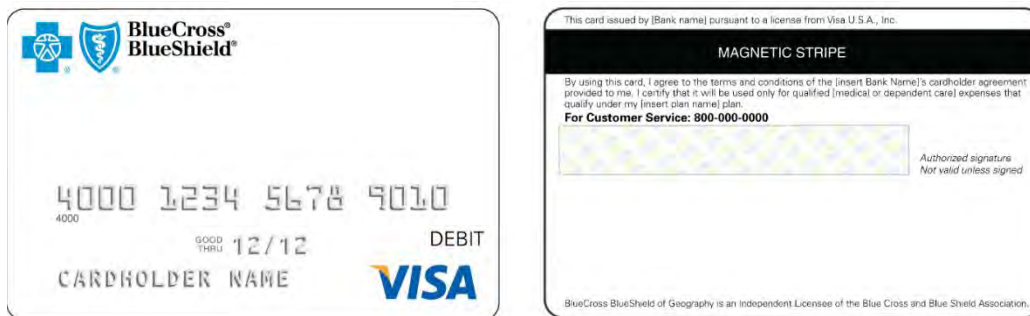 BlueCross®
BlueShield®
4000 1234 5678 9010
4000
GOOD
THRU 12/12
DEBIT
CARDHOLDER NAME
VISA
This card issued by [Bank name] pursuant to a license from Visa U.S.A., Inc.
MAGNETIC STRIPE
By using this card, I agree to the terms and conditions of the [insert Bank Name]'s cardholder agreement
provided to me. I certify that it will be used only for qualified [medical or dependent care] expenses that
qualify under my [insert plan name] plan.
For Customer Service: 800-000-0000
Authorized signature
Not valid unless signed
BlueCross BlueShield of Geography is an Independent Licensee of the Blue Cross and Blue Shield Association.